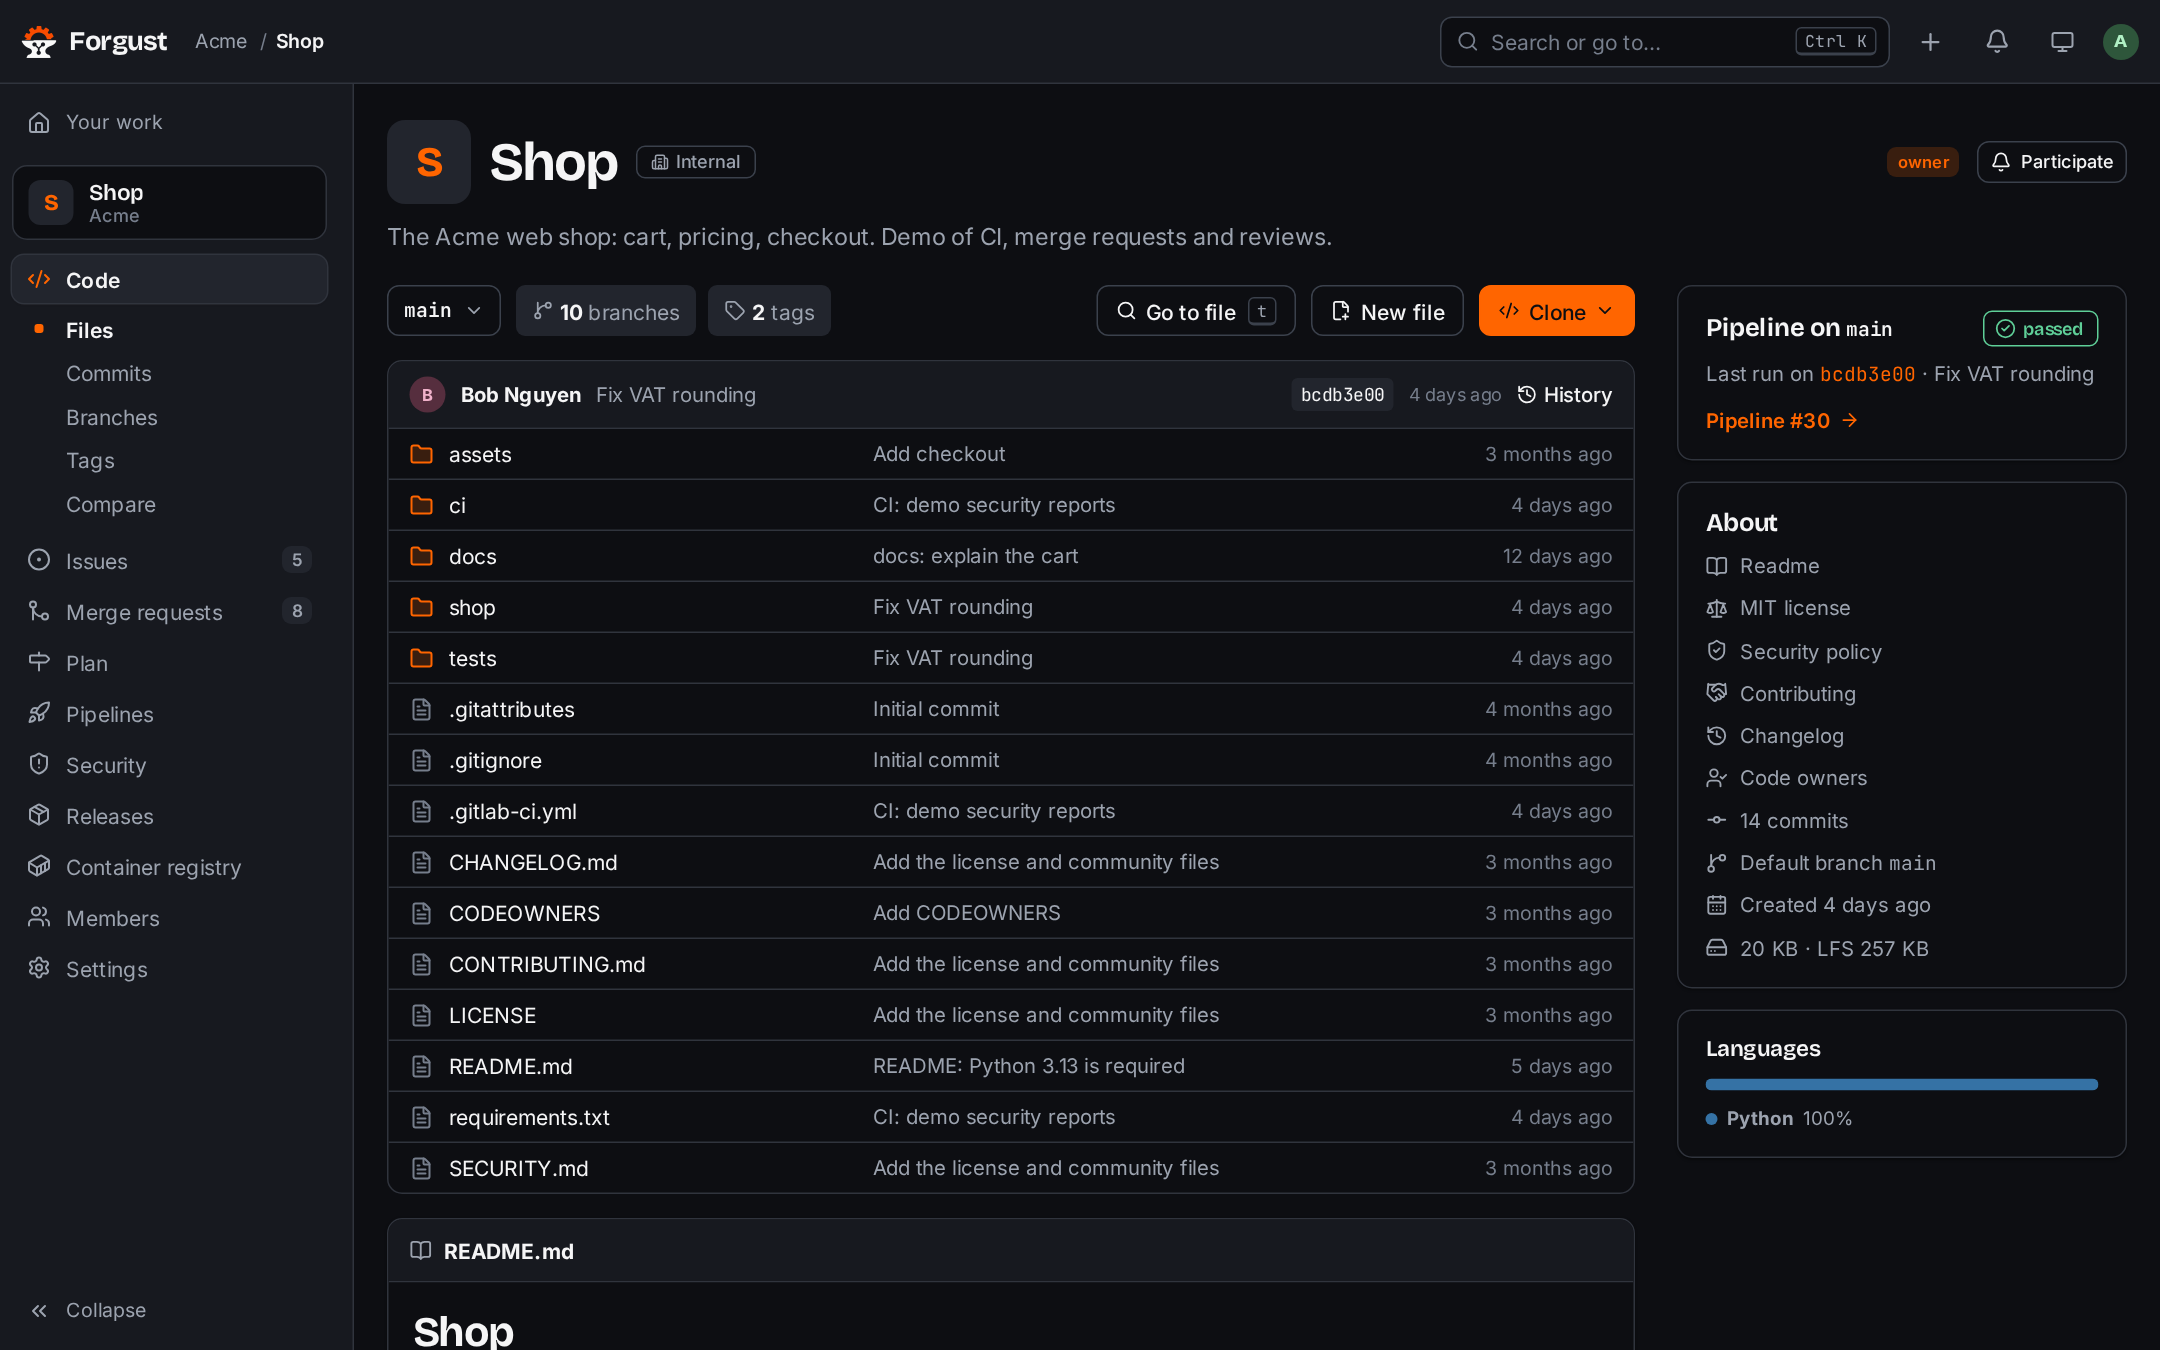 Forgust Acme / Shop
Search or go to... Ctrl K
A
Your work
S Shop
Acme
Code
Files
Commits
Branches
Tags
Compare
Issues 5
Merge requests 8
Plan
Pipelines
Security
Releases
Container registry
Members
Settings
Collapse
S Shop Internal
owner Participate
The Acme web shop: cart, pricing, checkout. Demo of CI, merge requests and reviews.
main 10 branches 2 tags Go to file t New file Clone
B Bob Nguyen Fix VAT rounding bcdb3e00 4 days ago History
assets Add checkout 3 months ago
ci CI: demo security reports 4 days ago
docs docs: explain the cart 12 days ago
shop Fix VAT rounding 4 days ago
tests Fix VAT rounding 4 days ago
.gitattributes Initial commit 4 months ago
.gitignore Initial commit 4 months ago
.gitlab-ci.yml CI: demo security reports 4 days ago
CHANGELOG.md Add the license and community files 3 months ago
CODEOWNERS Add CODEOWNERS 3 months ago
CONTRIBUTING.md Add the license and community files 3 months ago
LICENSE Add the license and community files 3 months ago
README.md README: Python 3.13 is required 5 days ago
requirements.txt CI: demo security reports 4 days ago
SECURITY.md Add the license and community files 3 months ago
README.md
Shop
Pipeline on main passed
Last run on bcdb3e00 · Fix VAT rounding
Pipeline #30 →
About
Readme
MIT license
Security policy
Contributing
Changelog
Code owners
14 commits
Default branch main
Created 4 days ago
20 KB · LFS 257 KB
Languages
Python 100%